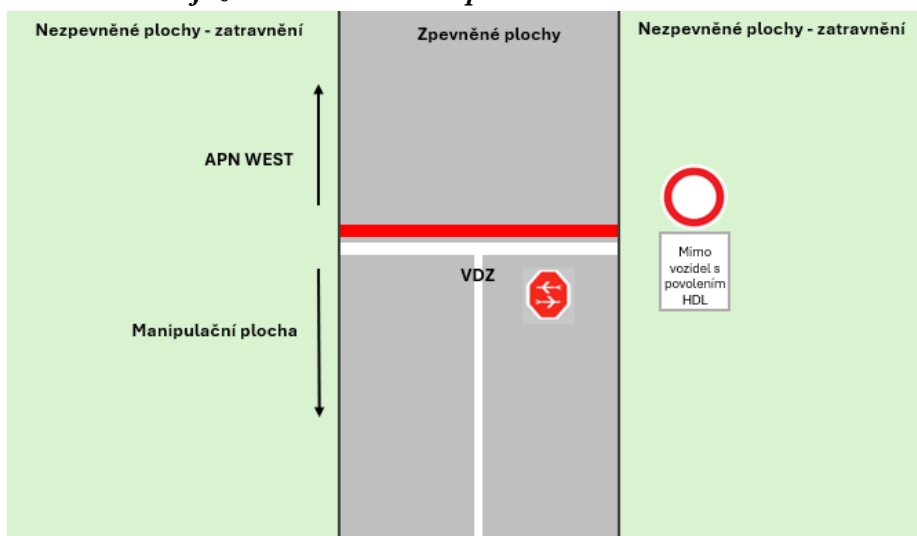 Nezpevněné plochy - zatravnění
Zpevněné plochy
Nezpevněné plochy - zatravnění
APN WEST
Mimo
vozidel s
povolením
HDL
VDZ
Manipulační plocha